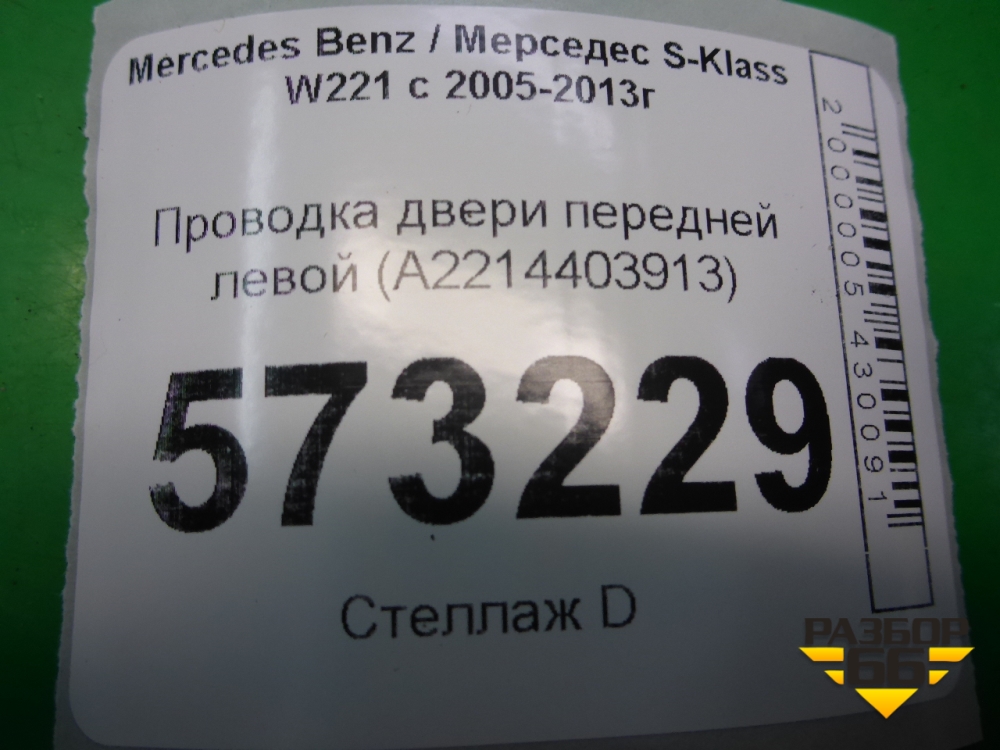 Mercedes Benz / Мерседес S-Klass
W221 с 2005-2013г
Проводка двери передней
левой (A2214403913)
573229
Стеллаж D
2000005430091
РАЗБОР
66